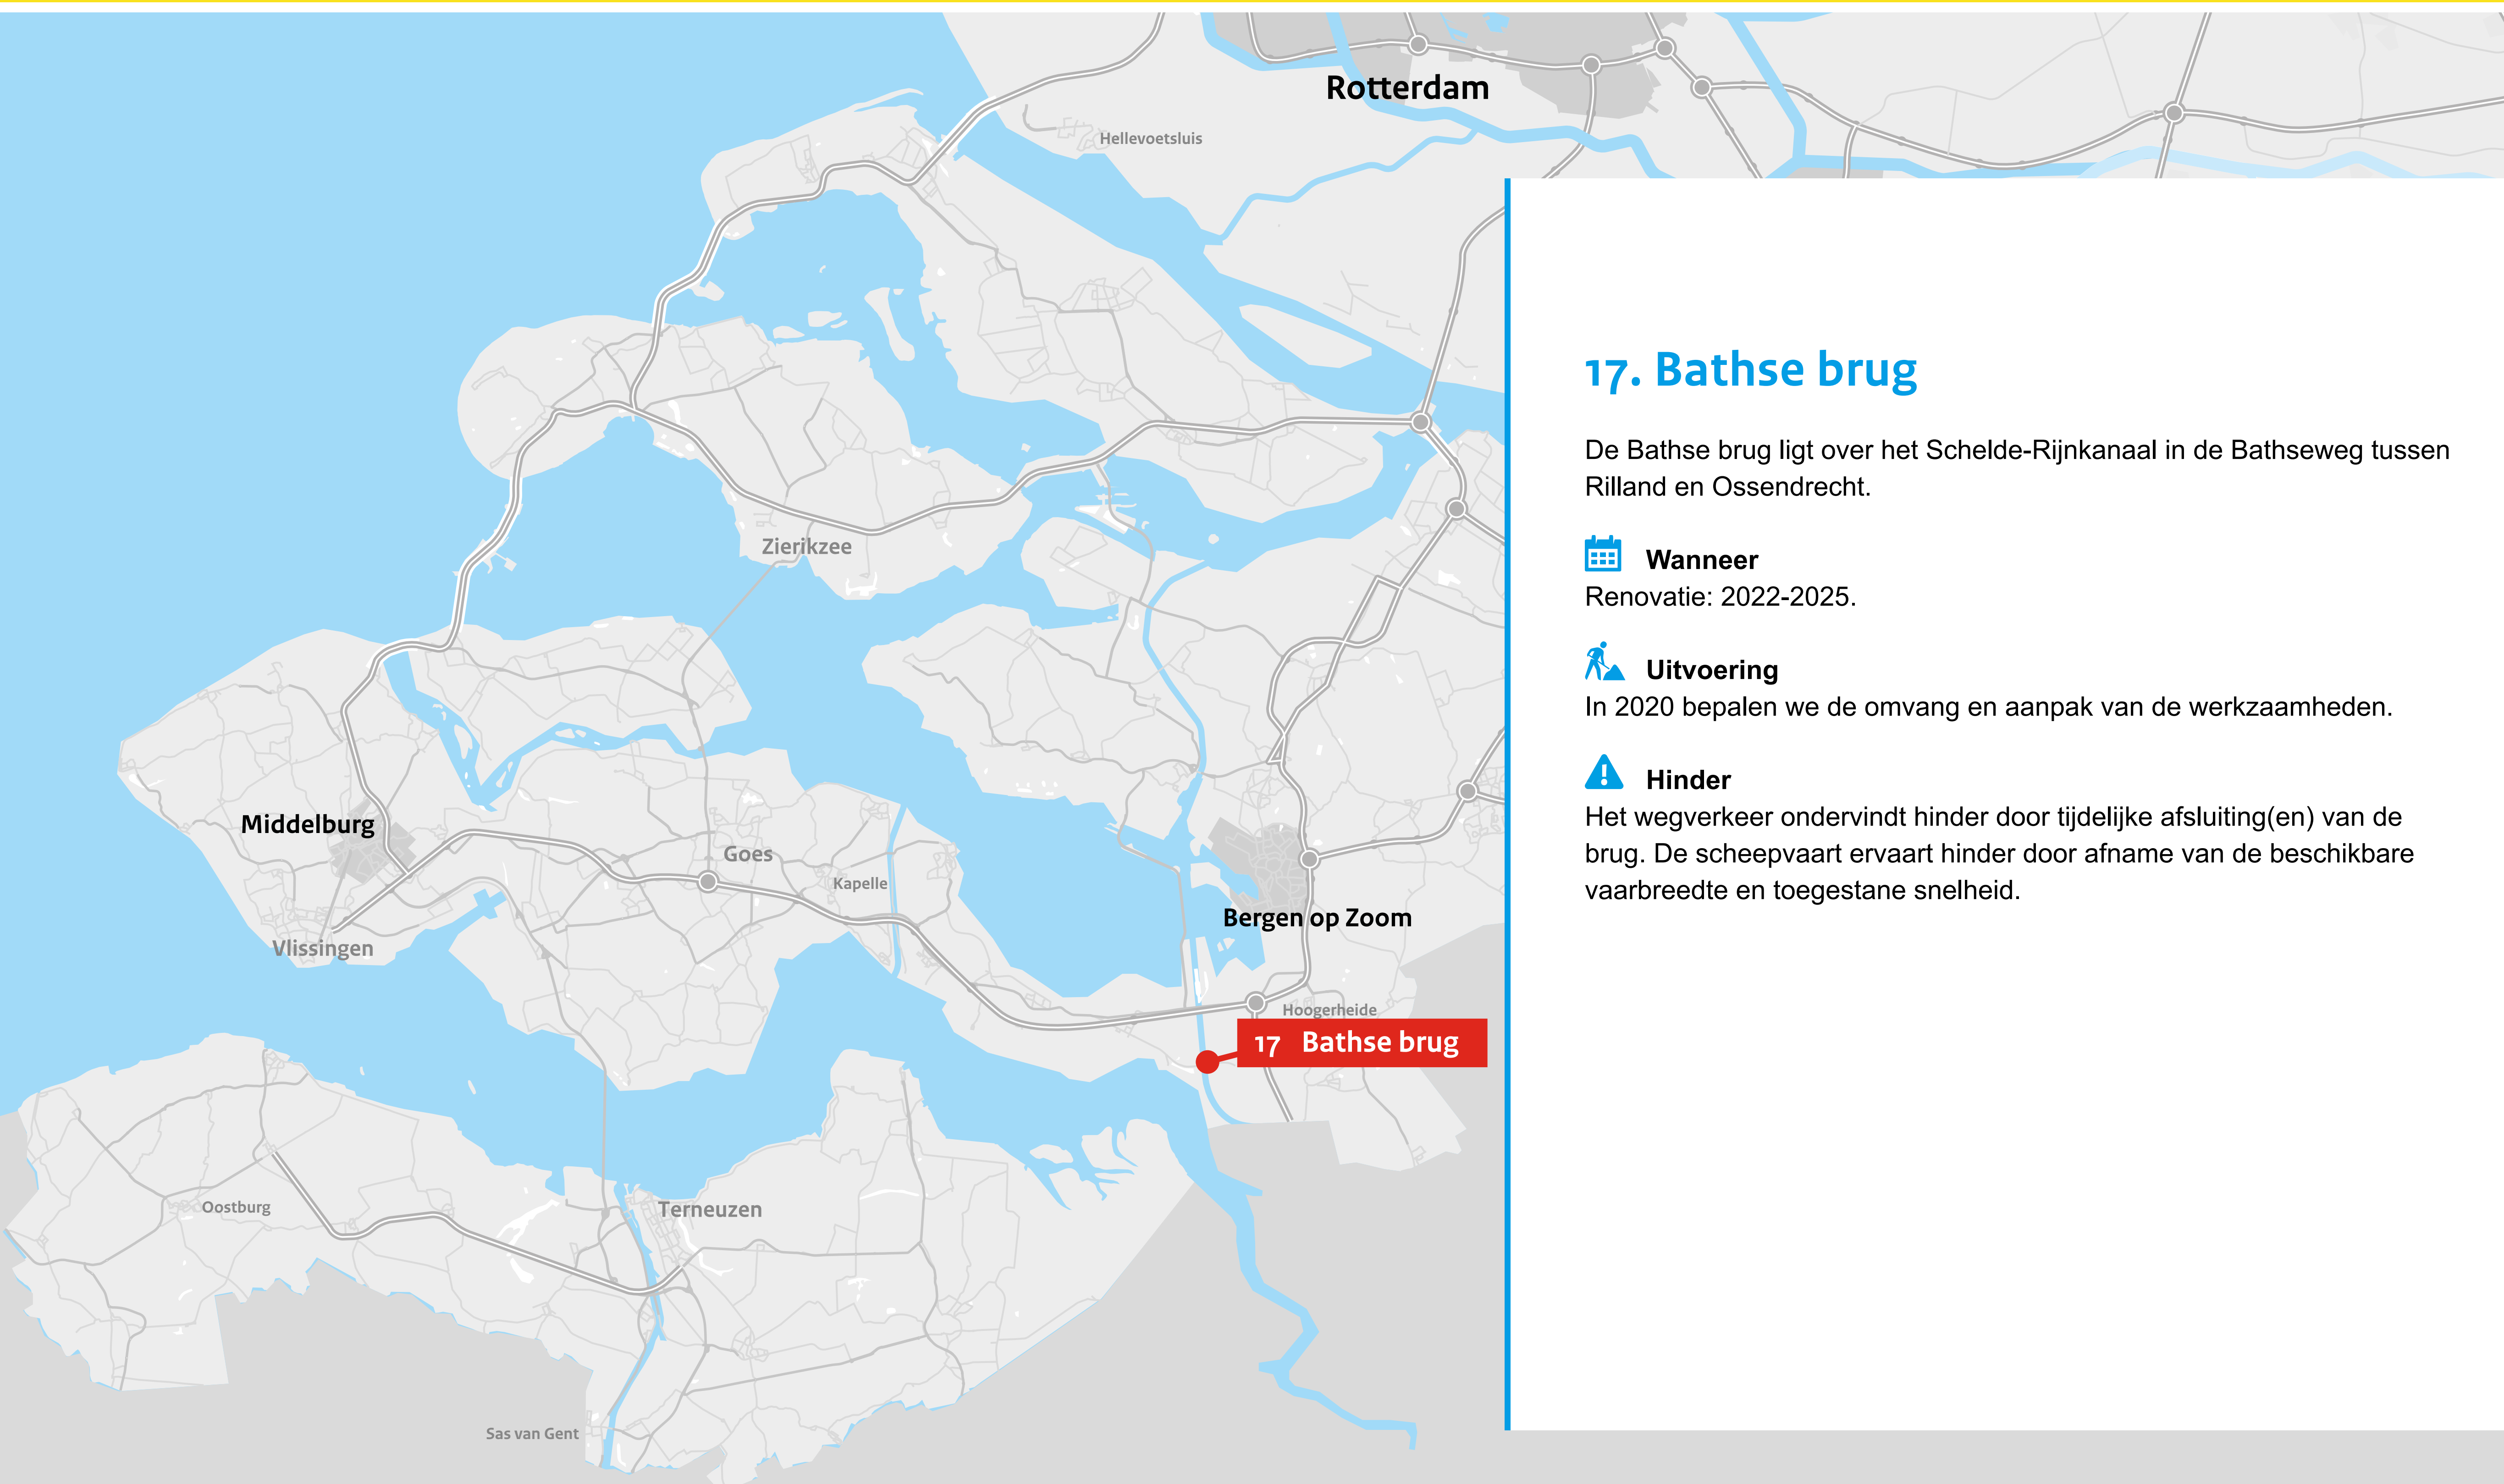 Rotterdam
Hellevoetsluis
Zierikzee
Middelburg
Goes
Kapelle
Vlissingen
Bergen op Zoom
Hoogerheide
17 Bathse brug
Oostburg
Terneuzen
Sas van Gent
17. Bathse brug
De Bathse brug ligt over het Schelde-Rijnkanaal in de Bathseweg tussen
Rilland en Ossendrecht.
Wanneer
Renovatie: 2022-2025.
Uitvoering
In 2020 bepalen we de omvang en aanpak van de werkzaamheden.
Hinder
Het wegverkeer ondervindt hinder door tijdelijke afsluiting(en) van de
brug. De scheepvaart ervaart hinder door afname van de beschikbare
vaarbreedte en toegestane snelheid.